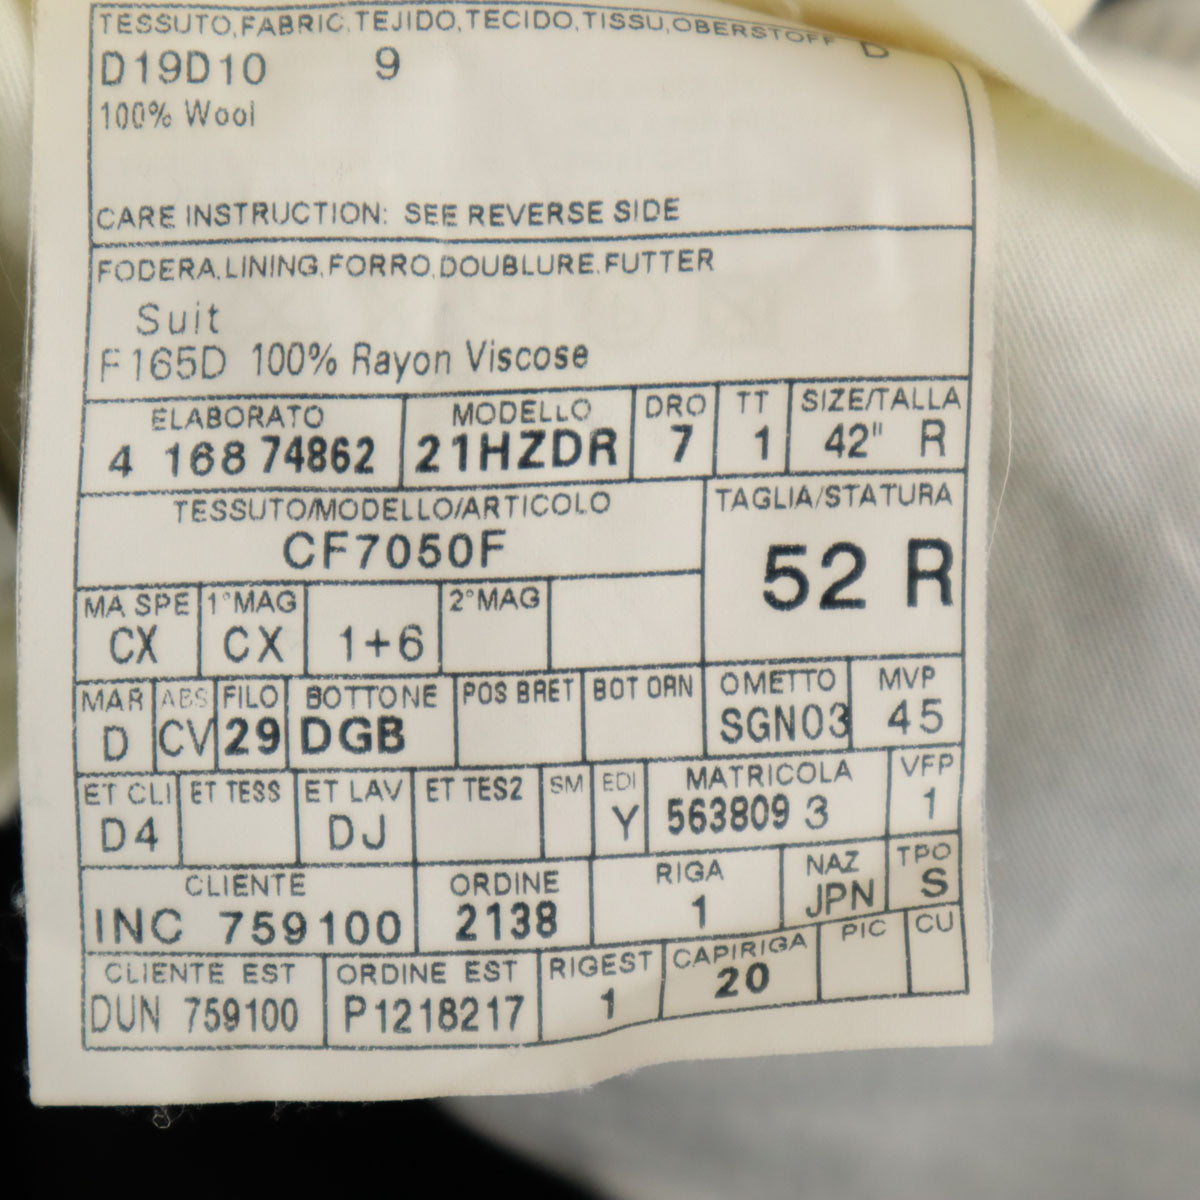 TESSUTO,FABRIC,TEJIDO,TECIDO,TISSU,OBERSTOFF D
D19D10 9
100% Wool
CARE INSTRUCTION: SEE REVERSE SIDE
FODERA,LINING,FORRO,DOUBLURE,FUTTER
Suit
F165D 100% Rayon Viscose
ELABORATO MODELLO DRO TT SIZE/TALLA
4 168 74862 21HZDR 7 1 42" R
TESSUTO/MODELLO/ARTICOLO TAGLIA/STATURA
CF7050F 52 R
MA SPE 1°MAG 2°MAG
CX CX 1+6
MAR ABS FILO BOTTONE POS BRET BOT ORN OMETTO MVP
D CV 29 DGB SGN03 45
ET CLI ET TESS ET LAV ET TES2 SM EDI MATRICOLA VFP
D4 DJ Y 563809 3 1
CLIENTE ORDINE RIGA NAZ TPO
INC 759100 2138 1 JPN S
CLIENTE EST ORDINE EST RIGEST CAPIRIGA PIC CU
DUN 759100 P1218217 1 20